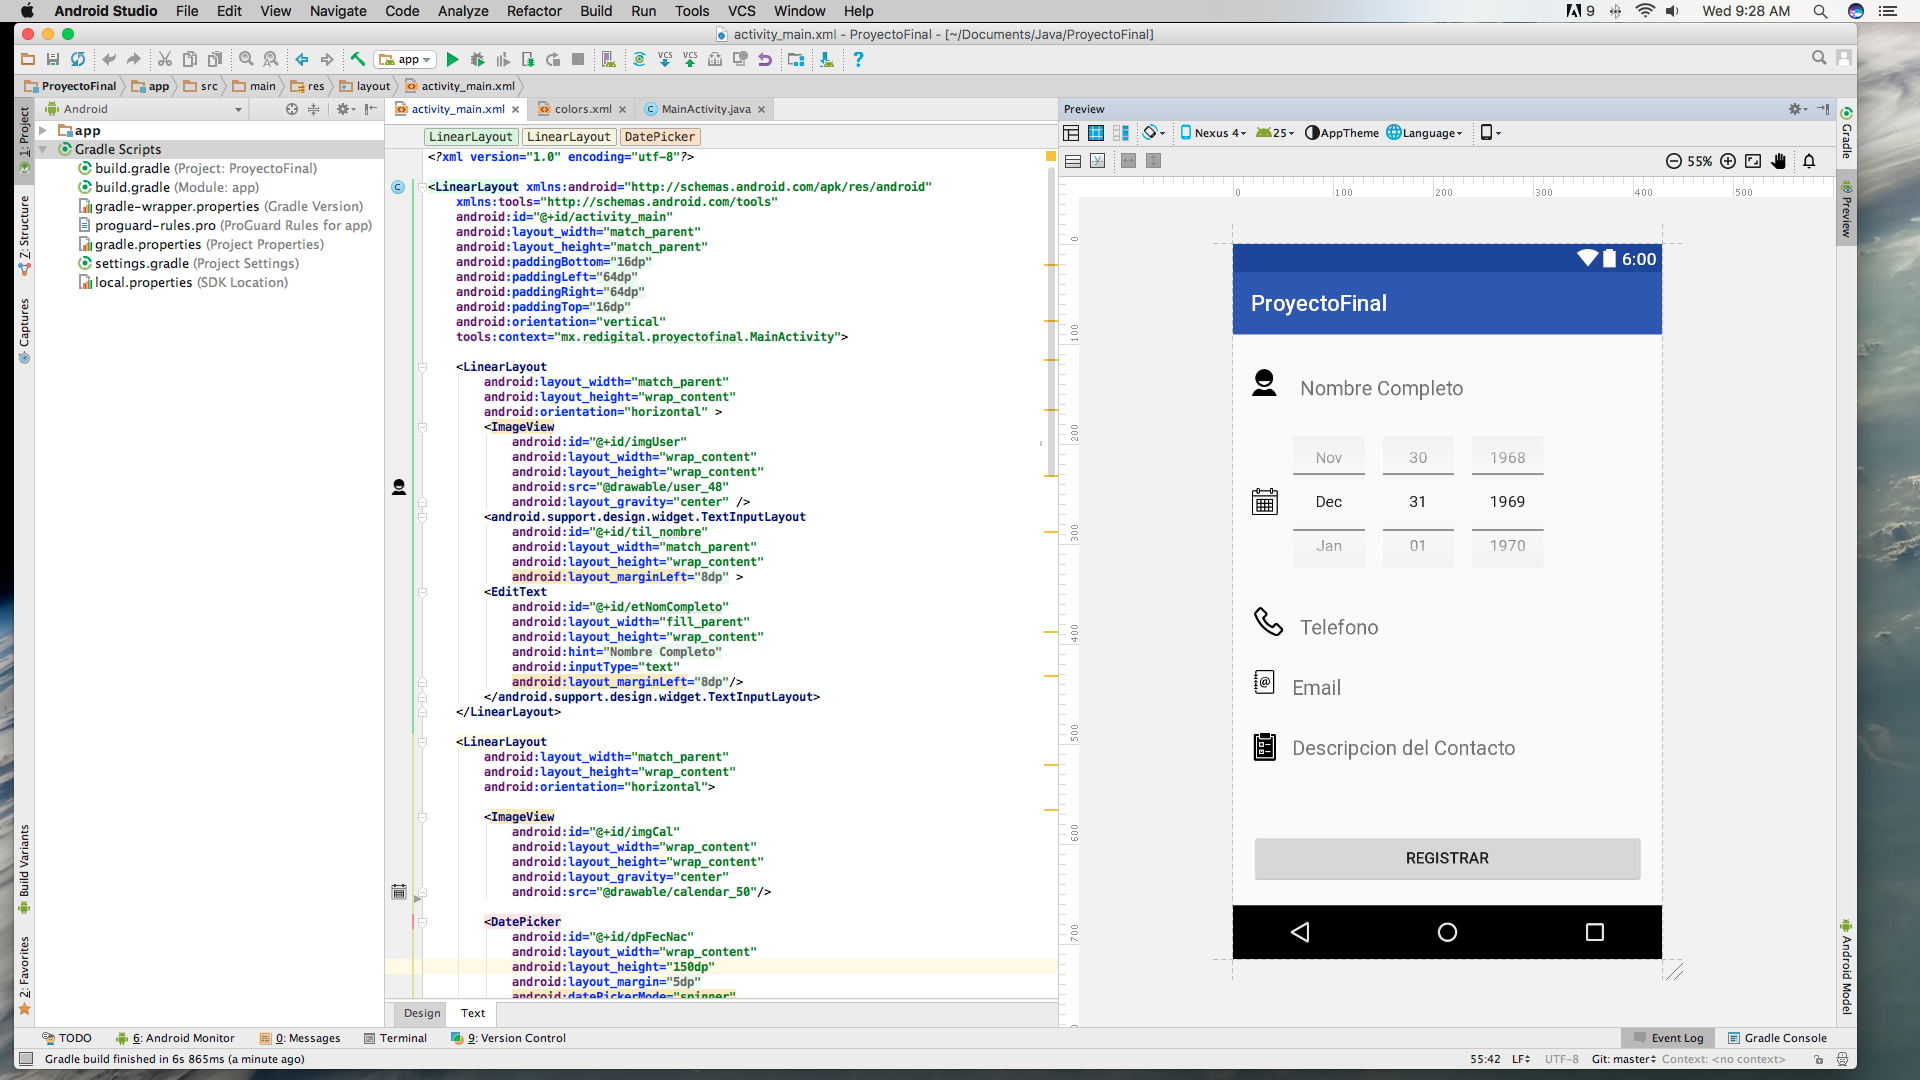 Android Studio File Edit View Navigate Code Analyze Refactor Build Run Tools VCS Window Help
9 Wed 9:28 AM
activity_main.xml - ProyectoFinal - [~/Documents/Java/ProyectoFinal]
app
VCS VCS ?
ProyectoFinal app src main res layout activity_main.xml
Android
activity_main.xml colors.xml MainActivity.java
Preview
1: Project
Z: Structure
Captures
Build Variants
2: Favorites
app
Gradle Scripts
build.gradle (Project: ProyectoFinal)
build.gradle (Module: app)
gradle-wrapper.properties (Gradle Version)
proguard-rules.pro (ProGuard Rules for app)
gradle.properties (Project Properties)
settings.gradle (Project Settings)
local.properties (SDK Location)
LinearLayout LinearLayout DatePicker
<?xml version="1.0" encoding="utf-8"?>
<LinearLayout xmlns:android="http://schemas.android.com/apk/res/android"
xmlns:tools="http://schemas.android.com/tools"
android:id="@+id/activity_main"
android:layout_width="match_parent"
android:layout_height="match_parent"
android:paddingBottom="16dp"
android:paddingLeft="64dp"
android:paddingRight="64dp"
android:paddingTop="16dp"
android:orientation="vertical"
tools:context="mx.redigital.proyectofinal.MainActivity">
<LinearLayout
android:layout_width="match_parent"
android:layout_height="wrap_content"
android:orientation="horizontal" >
<ImageView
android:id="@+id/imgUser"
android:layout_width="wrap_content"
android:layout_height="wrap_content"
android:src="@drawable/user_48"
android:layout_gravity="center" />
<android.support.design.widget.TextInputLayout
android:id="@+id/til_nombre"
android:layout_width="match_parent"
android:layout_height="wrap_content"
android:layout_marginLeft="8dp" >
<EditText
android:id="@+id/etNomCompleto"
android:layout_width="fill_parent"
android:layout_height="wrap_content"
android:hint="Nombre Completo"
android:inputType="text"
android:layout_marginLeft="8dp"/>
</android.support.design.widget.TextInputLayout>
</LinearLayout>
<LinearLayout
android:layout_width="match_parent"
android:layout_height="wrap_content"
android:orientation="horizontal">
<ImageView
android:id="@+id/imgCal"
android:layout_width="wrap_content"
android:layout_height="wrap_content"
android:layout_gravity="center"
android:src="@drawable/calendar_50"/>
<DatePicker
android:id="@+id/dpFecNac"
android:layout_width="wrap_content"
android:layout_height="150dp"
android:layout_margin="5dp"
android:datePickerMode="spinner"
Design Text
Nexus 4 25 AppTheme Language
55%
0 100 200 300 400 500
0
100
200
300
400
500
600
700
6:00
ProyectoFinal
Nombre Completo
Nov 30 1968
Dec 31 1969
Jan 01 1970
Telefono
Email
Descripcion del Contacto
REGISTRAR
Gradle
Preview
Android Model
TODO 6: Android Monitor 0: Messages Terminal 9: Version Control Event Log Gradle Console
Gradle build finished in 6s 865ms (a minute ago) 55:42 LF UTF-8 Git: master Context: <no context>